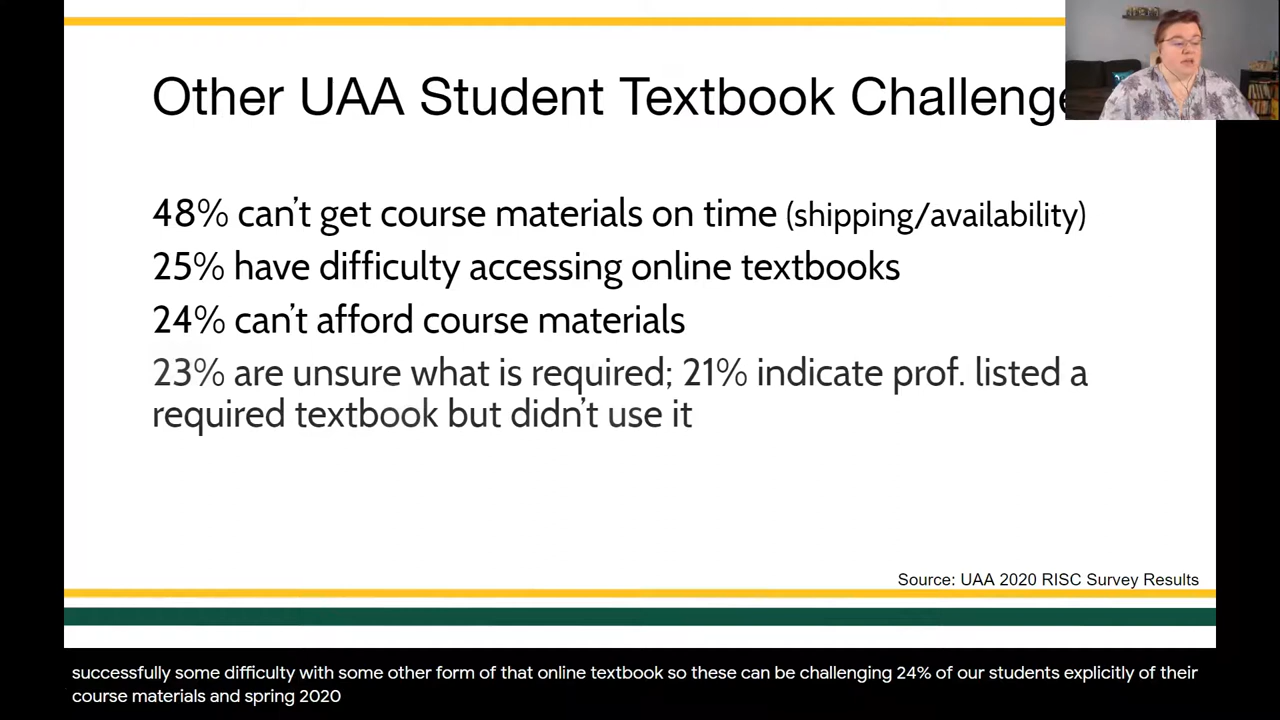 Other UAA Student Textbook Challenge
48% can't get course materials on time (shipping/availability)
25% have difficulty accessing online textbooks
24% can't afford course materials
23% are unsure what is required; 21% indicate prof. listed a
required textbook but didn't use it
Source: UAA 2020 RISC Survey Results
successfully some difficulty with some other form of that online textbook so these can be challenging 24% of our students explicitly of their
course materials and spring 2020